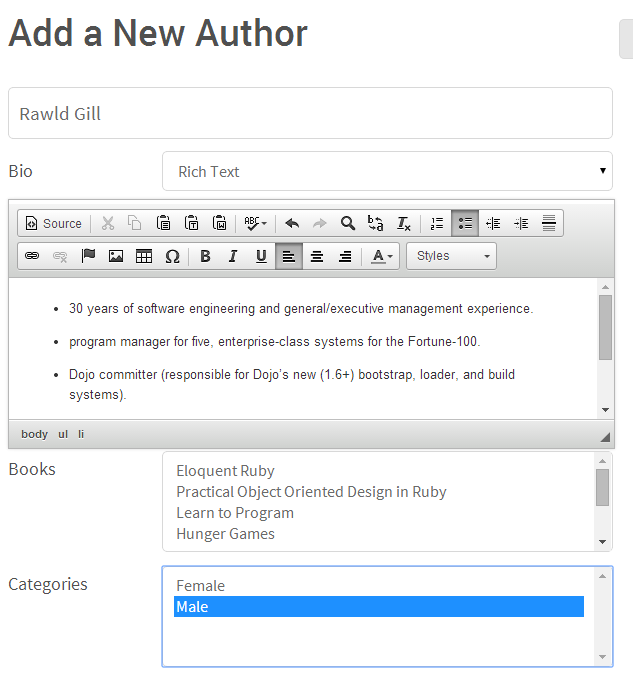 Add a New Author
Rawld Gill
Bio
Rich Text
Source
ABC
B I U A Styles
30 years of software engineering and general/executive management experience.
program manager for five, enterprise-class systems for the Fortune-100.
Dojo committer (responsible for Dojo's new (1.6+) bootstrap, loader, and build
systems).
body ul li
Books
Eloquent Ruby
Practical Object Oriented Design in Ruby
Learn to Program
Hunger Games
Categories
Female
Male